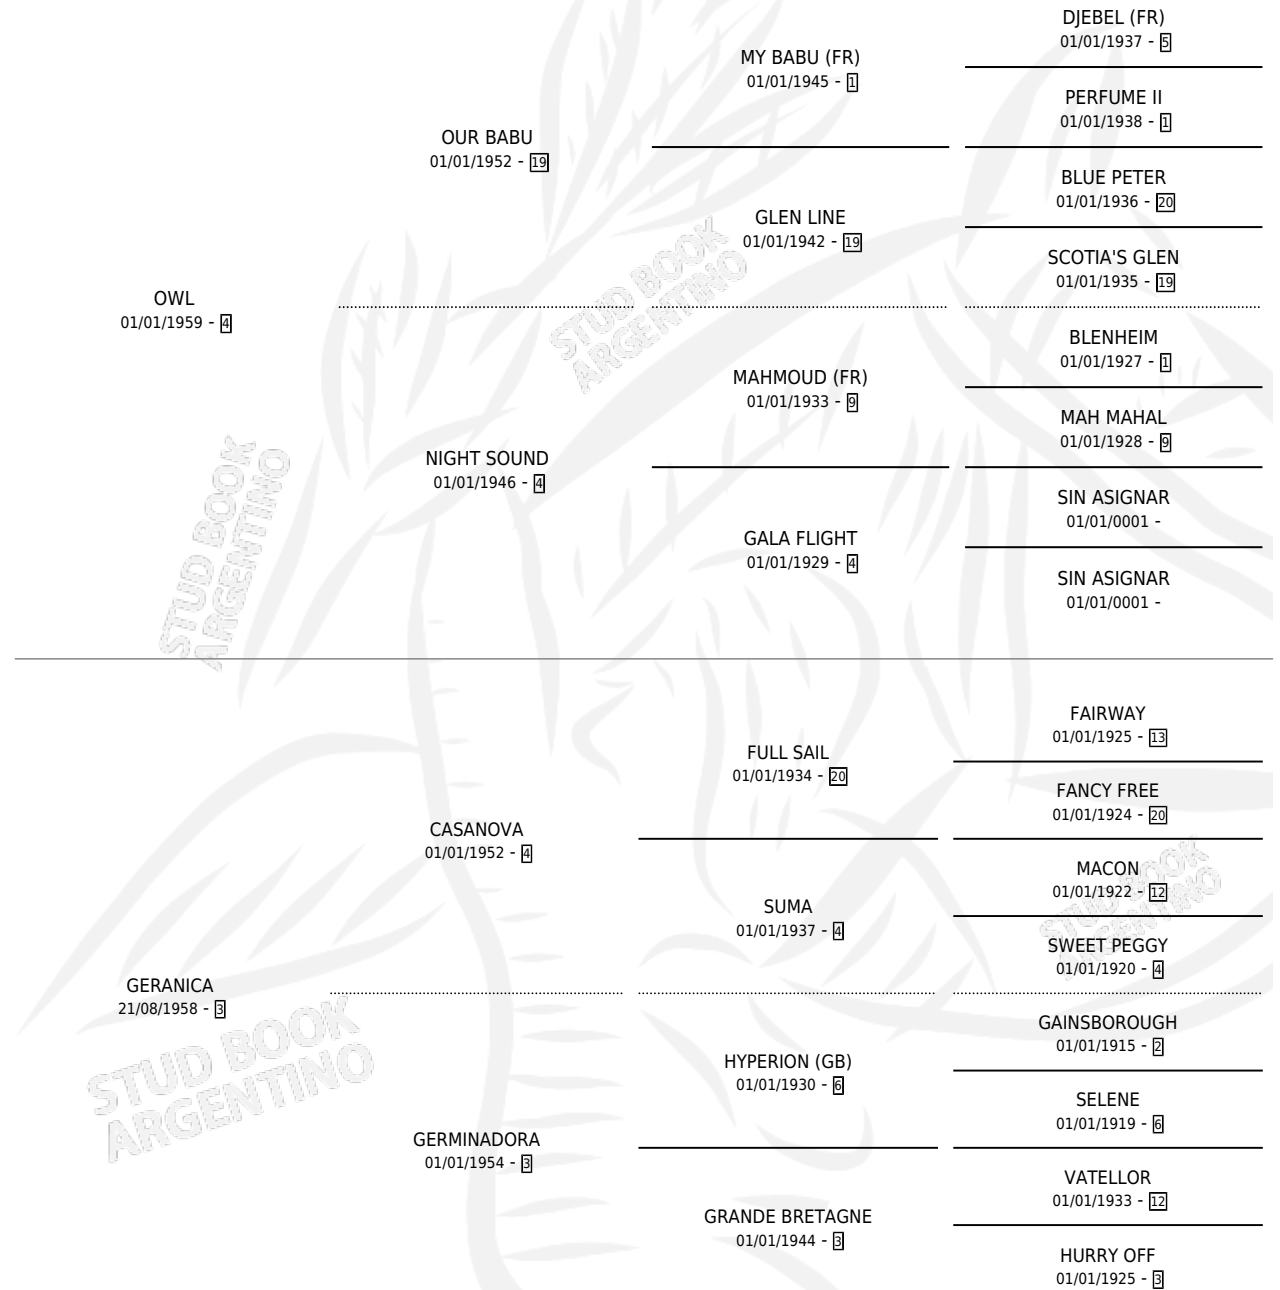 DJEBEL (FR)
01/01/1937 - 5
MY BABU (FR)
01/01/1945 - 1
PERFUME II
01/01/1938 - 1
OUR BABU
01/01/1952 - 19
BLUE PETER
01/01/1936 - 20
GLEN LINE
01/01/1942 - 19
SCOTIA'S GLEN
01/01/1935 - 19
OWL
01/01/1959 - 4
BLENHEIM
01/01/1927 - 1
MAHMOUD (FR)
01/01/1933 - 9
MAH MAHAL
01/01/1928 - 9
NIGHT SOUND
01/01/1946 - 4
SIN ASIGNAR
01/01/0001 -
GALA FLIGHT
01/01/1929 - 4
SIN ASIGNAR
01/01/0001 -
FAIRWAY
01/01/1925 - 13
FULL SAIL
01/01/1934 - 20
FANCY FREE
01/01/1924 - 20
CASANOVA
01/01/1952 - 4
MACON
01/01/1922 - 12
SUMA
01/01/1937 - 4
SWEET PEGGY
01/01/1920 - 4
GERANICA
21/08/1958 - 3
GAINSBOROUGH
01/01/1915 - 2
HYPERION (GB)
01/01/1930 - 6
SELENE
01/01/1919 - 6
GERMINADORA
01/01/1954 - 3
VATELLOR
01/01/1933 - 12
GRANDE BRETAGNE
01/01/1944 - 3
HURRY OFF
01/01/1925 - 3
STUD BOOK
ARGENTINO
STUD BOOK
ARGENTINO
STUD BOOK
ARGENTINO
STUD BOOK
ARGENTINO